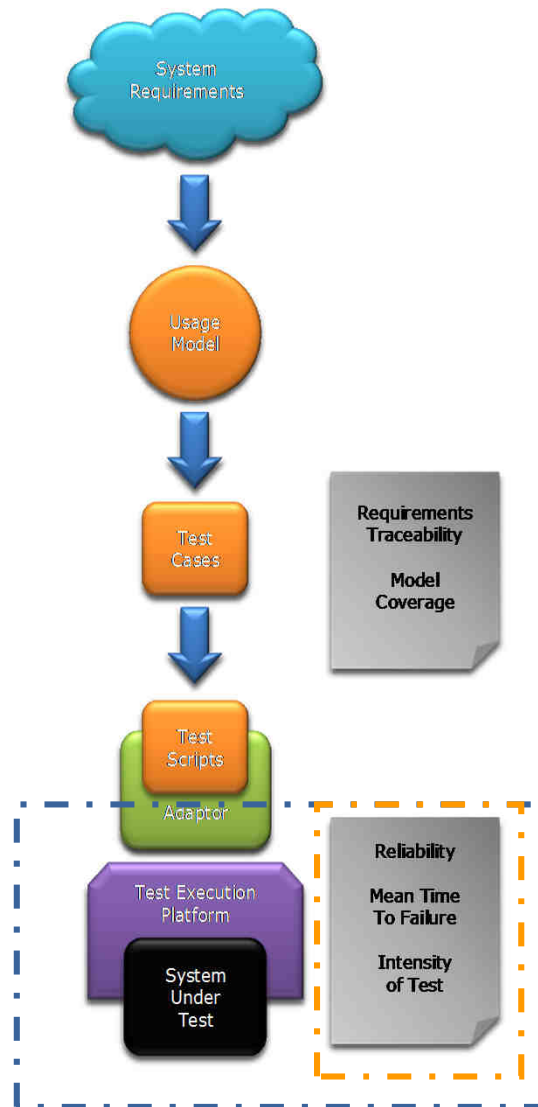 System
Requirements
Usage
Model
Test
Cases
Requirements
Traceability
Model
Coverage
Test
Scripts
Adaptor
Test Execution
Platform
System
Under
Test
Reliability
Mean Time
To Failure
Intensity
of Test